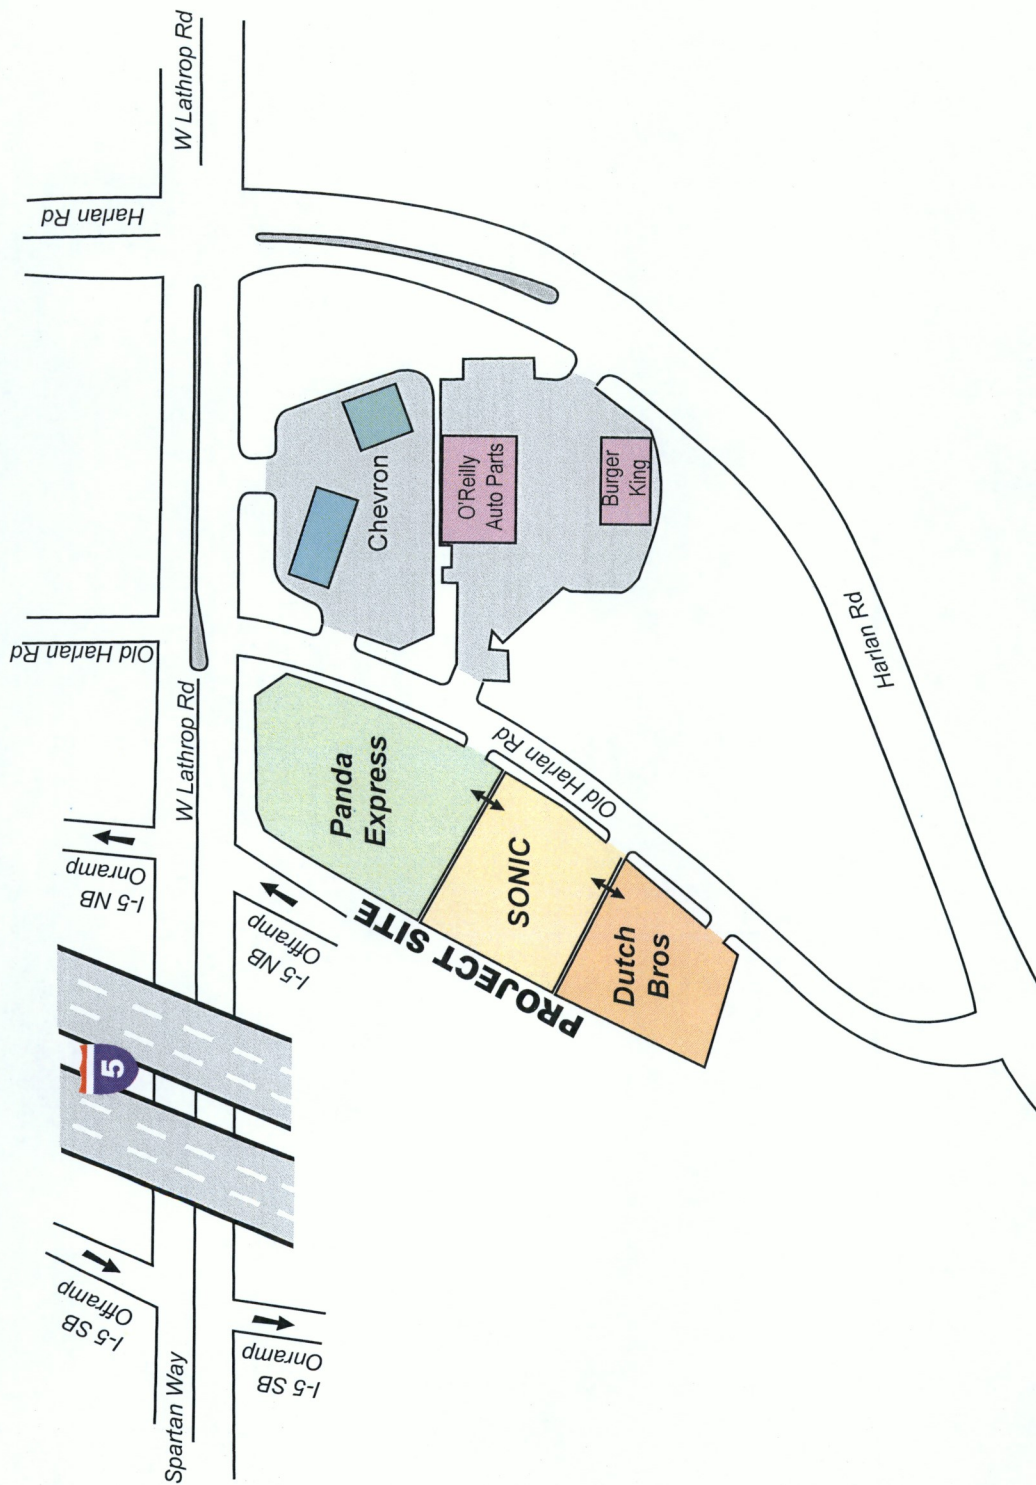 Spartan Way
W Lathrop Rd
W Lathrop Rd
Harlan Rd
Old Harlan Rd
I-5 SB
Offramp
I-5 SB
Onramp
5
I-5 NB
Onramp
I-5 NB
Offramp
PROJECT SITE
Panda
Express
SONIC
Dutch
Bros
Old Harlan Rd
Chevron
O'Reilly
Auto Parts
Burger
King
Harlan Rd